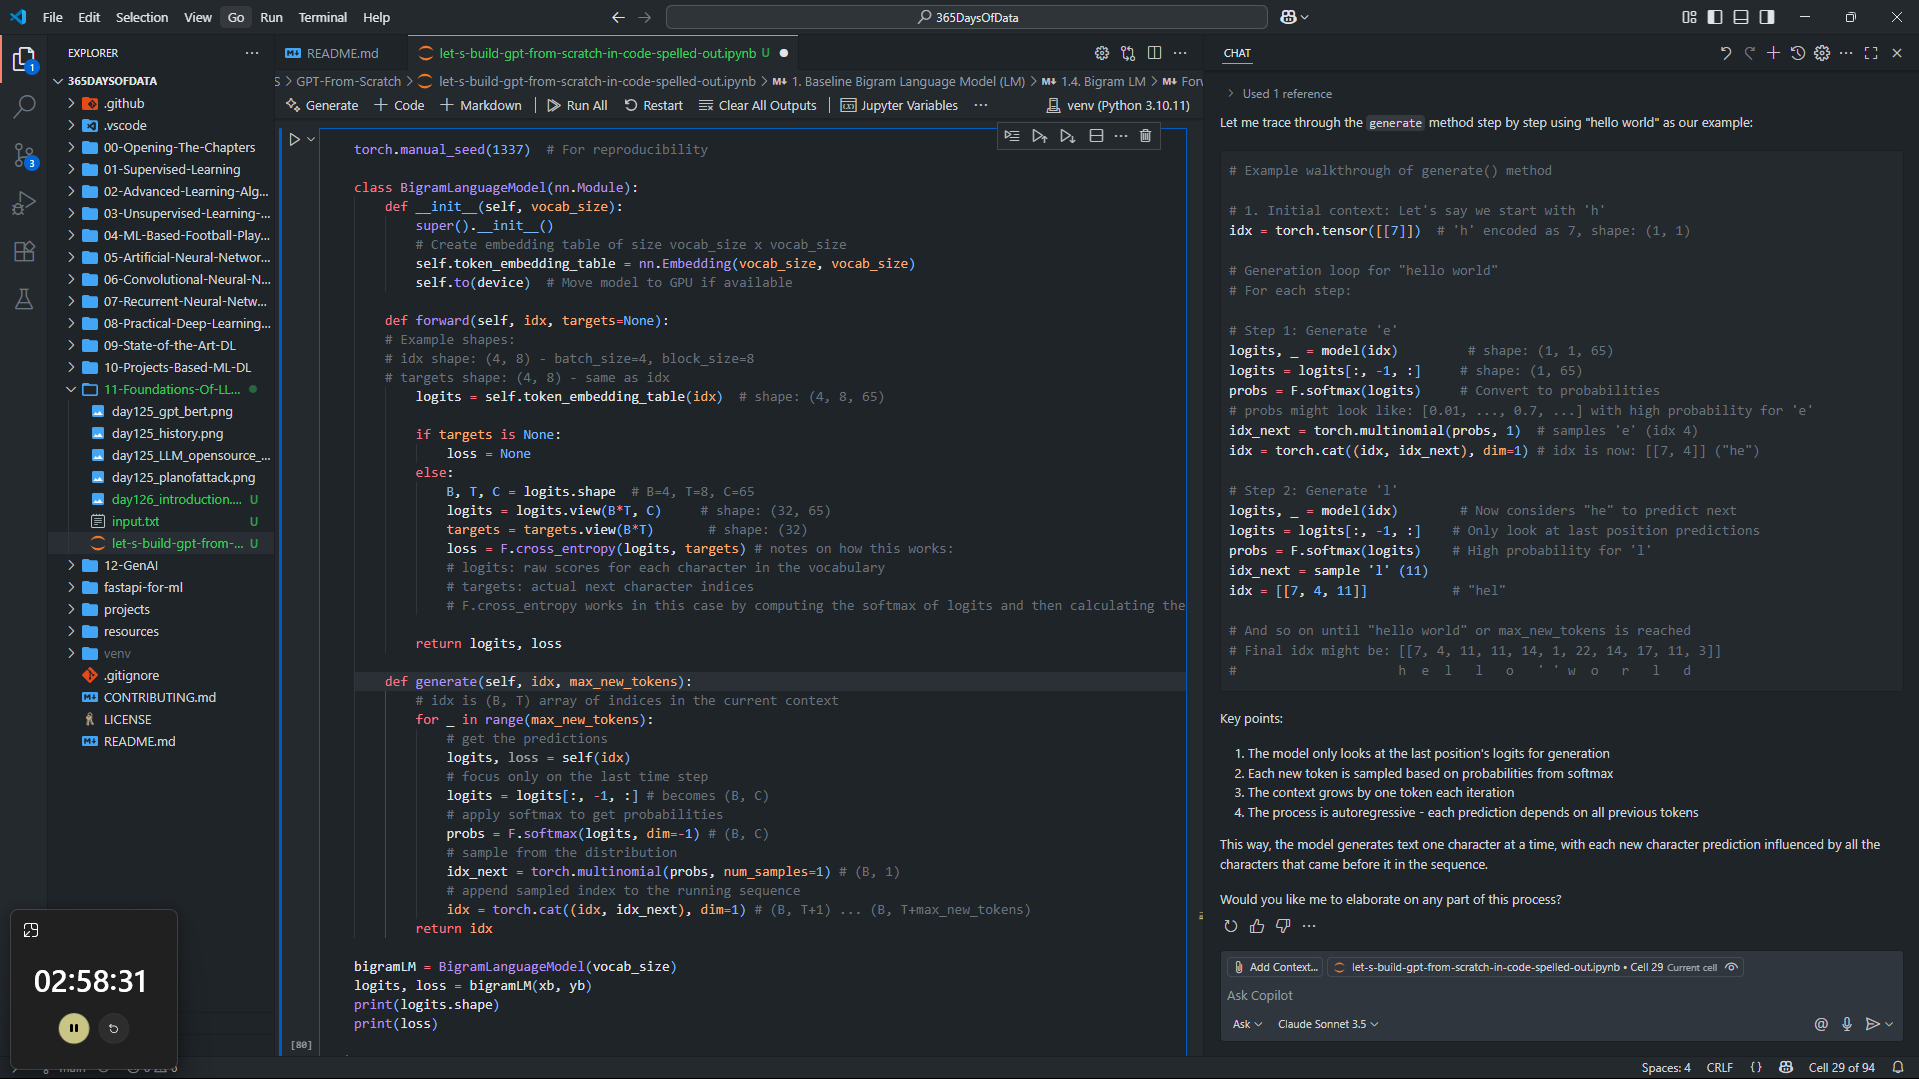 File Edit Selection View Go Run Terminal Help
365DaysOfData
EXPLORER
365DAYSOFDATA
.github
.vscode
00-Opening-The-Chapters
01-Supervised-Learning
02-Advanced-Learning-Alg...
03-Unsupervised-Learning-...
04-ML-Based-Football-Play...
05-Artificial-Neural-Networ...
06-Convolutional-Neural-N...
07-Recurrent-Neural-Netw...
08-Practical-Deep-Learning...
09-State-of-the-Art-DL
10-Projects-Based-ML-DL
11-Foundations-Of-LL...
day125_gpt_bert.png
day125_history.png
day125_LLM_opensource_...
day125_planofattack.png
day126_introduction.... U
input.txt U
let-s-build-gpt-from-... U
12-GenAI
fastapi-for-ml
projects
resources
venv
.gitignore
CONTRIBUTING.md
LICENSE
README.md
1
3
02:58:31
README.md
let-s-build-gpt-from-scratch-in-code-spelled-out.ipynb U
S > GPT-From-Scratch > let-s-build-gpt-from-scratch-in-code-spelled-out.ipynb > 1. Baseline Bigram Language Model (LM) > 1.4. Bigram LM > For
Generate + Code + Markdown Run All Restart Clear All Outputs Jupyter Variables ... venv (Python 3.10.11)
torch.manual_seed(1337) # For reproducibility
class BigramLanguageModel(nn.Module):
def __init__(self, vocab_size):
super().__init__()
# Create embedding table of size vocab_size x vocab_size
self.token_embedding_table = nn.Embedding(vocab_size, vocab_size)
self.to(device) # Move model to GPU if available
def forward(self, idx, targets=None):
# Example shapes:
# idx shape: (4, 8) - batch_size=4, block_size=8
# targets shape: (4, 8) - same as idx
logits = self.token_embedding_table(idx) # shape: (4, 8, 65)
if targets is None:
loss = None
else:
B, T, C = logits.shape # B=4, T=8, C=65
logits = logits.view(B*T, C) # shape: (32, 65)
targets = targets.view(B*T) # shape: (32)
loss = F.cross_entropy(logits, targets) # notes on how this works:
# logits: raw scores for each character in the vocabulary
# targets: actual next character indices
# F.cross_entropy works in this case by computing the softmax of logits and then calculating the
return logits, loss
def generate(self, idx, max_new_tokens):
# idx is (B, T) array of indices in the current context
for _ in range(max_new_tokens):
# get the predictions
logits, loss = self(idx)
# focus only on the last time step
logits = logits[:, -1, :] # becomes (B, C)
# apply softmax to get probabilities
probs = F.softmax(logits, dim=-1) # (B, C)
# sample from the distribution
idx_next = torch.multinomial(probs, num_samples=1) # (B, 1)
# append sampled index to the running sequence
idx = torch.cat((idx, idx_next), dim=1) # (B, T+1) ... (B, T+max_new_tokens)
return idx
bigramLM = BigramLanguageModel(vocab_size)
logits, loss = bigramLM(xb, yb)
print(logits.shape)
print(loss)
[80]
CHAT
Used 1 reference
Let me trace through the generate method step by step using "hello world" as our example:
# Example walkthrough of generate() method
# 1. Initial context: Let's say we start with 'h'
idx = torch.tensor([[7]]) # 'h' encoded as 7, shape: (1, 1)
# Generation loop for "hello world"
# For each step:
# Step 1: Generate 'e'
logits, _ = model(idx) # shape: (1, 1, 65)
logits = logits[:, -1, :] # shape: (1, 65)
probs = F.softmax(logits) # Convert to probabilities
# probs might look like: [0.01, ..., 0.7, ...] with high probability for 'e'
idx_next = torch.multinomial(probs, 1) # samples 'e' (idx 4)
idx = torch.cat((idx, idx_next), dim=1) # idx is now: [[7, 4]] ("he")
# Step 2: Generate 'l'
logits, _ = model(idx) # Now considers "he" to predict next
logits = logits[:, -1, :] # Only look at last position predictions
probs = F.softmax(logits) # High probability for 'l'
idx_next = sample 'l' (11)
idx = [[7, 4, 11]] # "hel"
# And so on until "hello world" or max_new_tokens is reached
# Final idx might be: [[7, 4, 11, 11, 14, 1, 22, 14, 17, 11, 3]]
# h e l l o ' ' w o r l d
Key points:
1. The model only looks at the last position's logits for generation
2. Each new token is sampled based on probabilities from softmax
3. The context grows by one token each iteration
4. The process is autoregressive - each prediction depends on all previous tokens
This way, the model generates text one character at a time, with each new character prediction influenced by all the
characters that came before it in the sequence.
Would you like me to elaborate on any part of this process?
Add Context... let-s-build-gpt-from-scratch-in-code-spelled-out.ipynb • Cell 29 Current cell
Ask Copilot
Ask Claude Sonnet 3.5
Spaces: 4 CRLF {} Cell 29 of 94